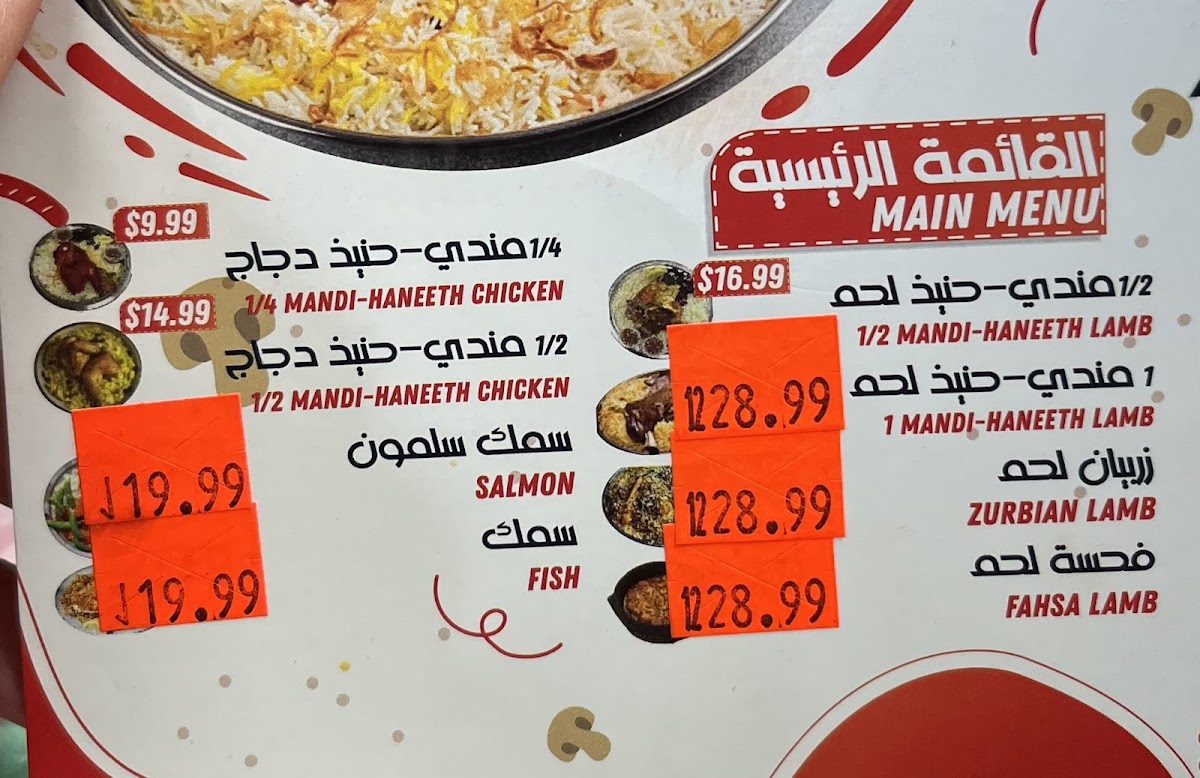 القائمة الرئيسية
MAIN MENU
$16.99
1/2 مندي-حنيذ لحم
1/2 MANDI-HANEETH LAMB
28.99
1 مندي-حنيذ لحم
1 MANDI-HANEETH LAMB
28.99
زربيان لحم
ZURBIAN LAMB
28.99
فحسة لحم
FAHSA LAMB
$9.99
1/4 مندي-حنيذ دجاج
1/4 MANDI-HANEETH CHICKEN
$14.99
1/2 مندي-حنيذ دجاج
1/2 MANDI-HANEETH CHICKEN
19.99
سمك سلمون
SALMON
19.99
سمك
FISH